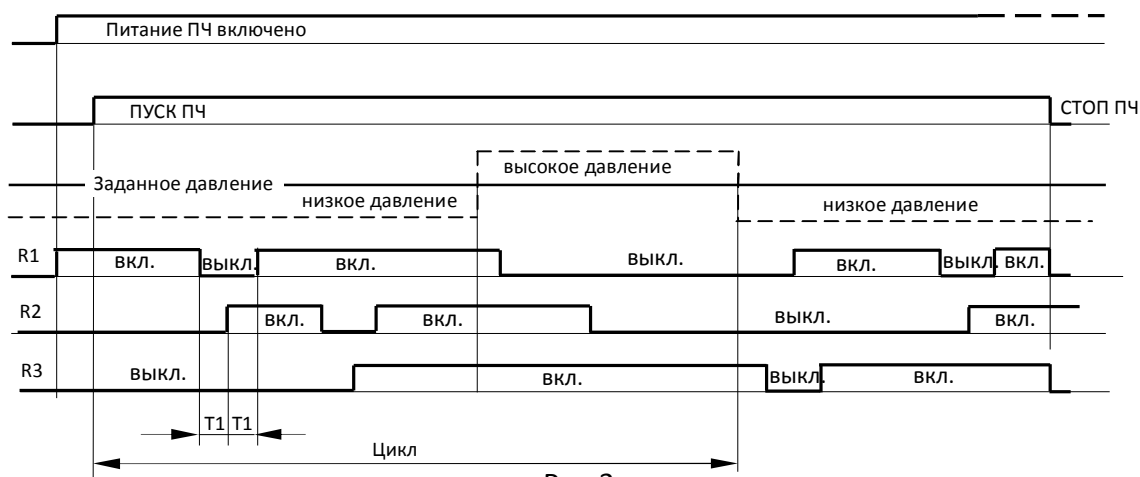 Питание ПЧ включено
ПУСК ПЧ
СТОП ПЧ
высокое давление
Заданное давление
низкое давление
низкое давление
R1
вкл.
выкл.
вкл.
выкл.
вкл.
выкл.
вкл.
R2
вкл.
вкл.
выкл.
вкл.
R3
выкл.
вкл.
выкл.
вкл.
T1
T1
Цикл